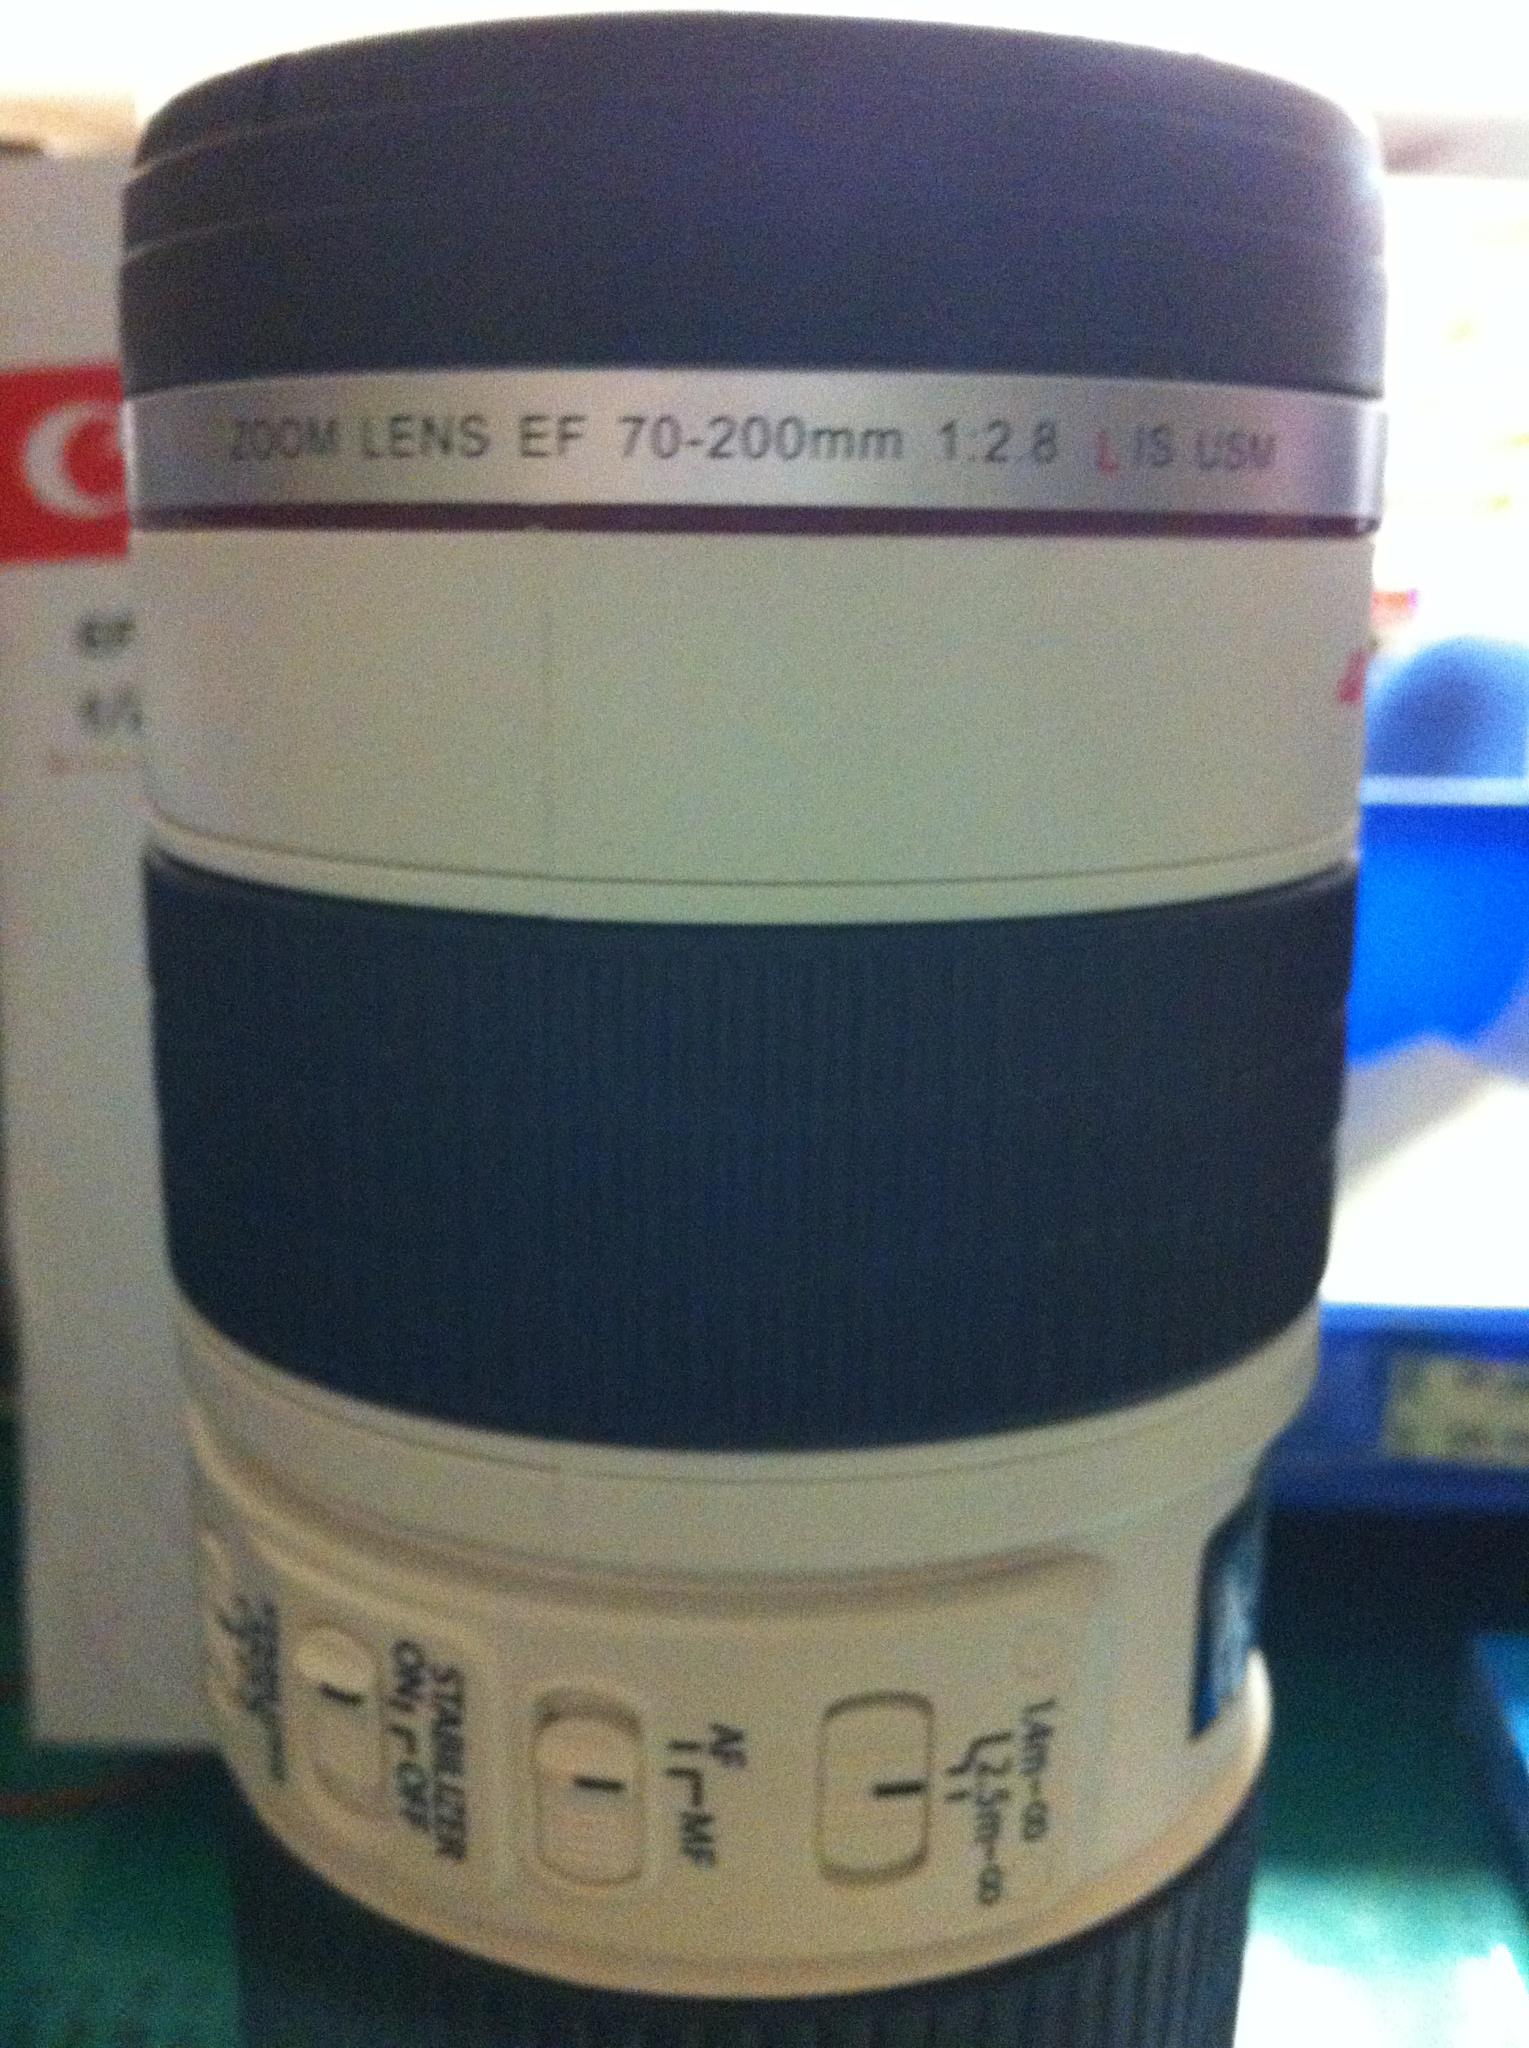 ZOOM LENS EF 70-200mm 1:2.8 L IS USM
1.4m-∞
2.5m-∞
AF
MF
STABILIZER
ON
OFF